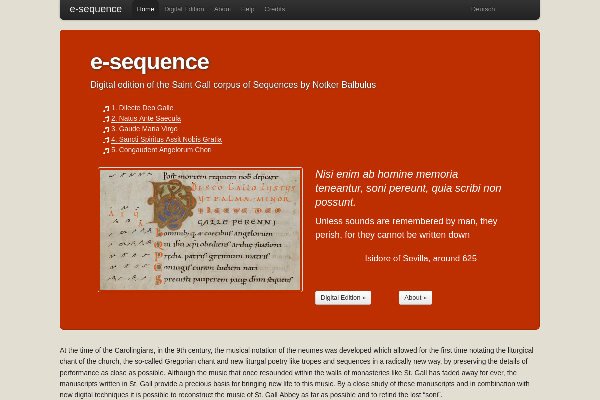 e-sequence Home Digital Edition About Help Credits Deutsch
e-sequence
Digital edition of the Saint Gall corpus of Sequences by Notker Balbulus
1. Dilecte Deo Galle
2. Natus Ante Saecula
3. Gaude Maria Virgo
4. Sancti Spiritus Assit Nobis Gratia
5. Congaudent Angelorum Chori
Nisi enim ab homine memoria
teneantur, soni pereunt, quia scribi non
possunt.
Unless sounds are remembered by man, they
perish, for they cannot be written down
Isidore of Sevilla, around 625
Digital Edition » About »
At the time of the Carolingians, in the 9th century, the musical notation of the neumes was developed which allowed for the first time notating the liturgical
chant of the church, the so-called Gregorian chant and new liturgal poetry like tropes and sequences in a radically new way, by preserving the details of
performance as close as possible. Although the music that once resounded within the walls of monasteries like St. Gall has faded away for ever, the
manuscripts written in St. Gall provide a precious basis for bringing new life to this music. By a close study of these manuscripts and in combination with
new digital techniques it is possible to reconstruct the music of St. Gall Abbey as far as possible and to refind the lost "soni".